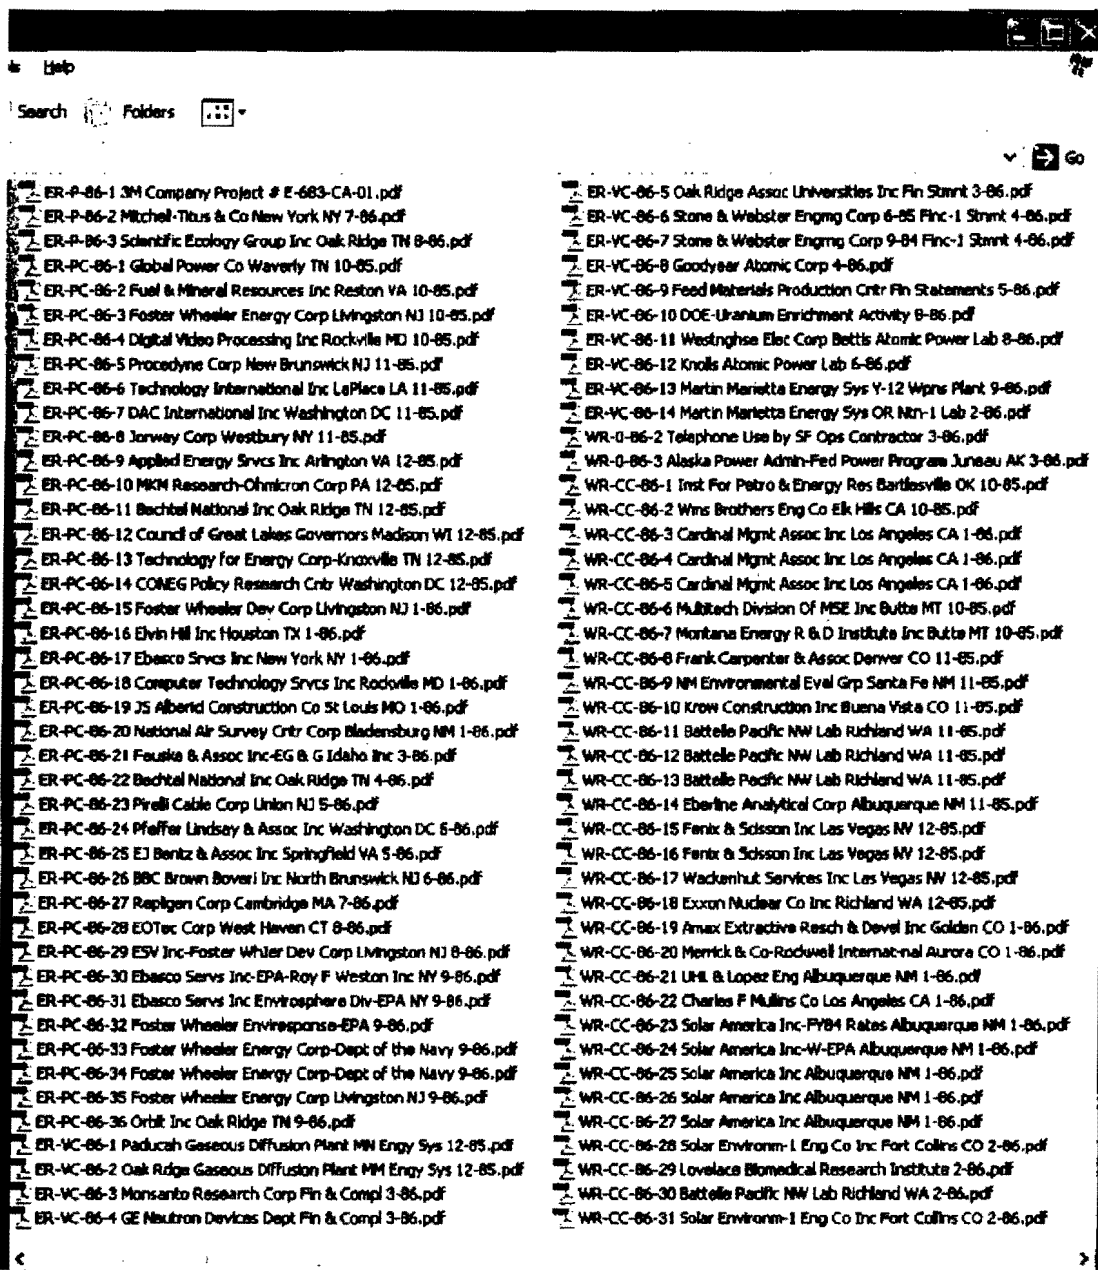 Help
Search Folders
Go
ER-P-86-1 3M Company Project # E-683-CA-01.pdf
ER-P-86-2 Mitchel-Titus & Co New York NY 7-86.pdf
ER-P-86-3 Scientific Ecology Group Inc Oak Ridge TN 8-86.pdf
ER-PC-86-1 Global Power Co Waverly TN 10-85.pdf
ER-PC-86-2 Fuel & Mineral Resources Inc Reston VA 10-85.pdf
ER-PC-86-3 Foster Wheeler Energy Corp Livingston NJ 10-85.pdf
ER-PC-86-4 Digital Video Processing Inc Rockville MD 10-85.pdf
ER-PC-86-5 Procedyne Corp New Brunswick NJ 11-85.pdf
ER-PC-86-6 Technology International Inc LaPlace LA 11-85.pdf
ER-PC-86-7 DAC International Inc Washington DC 11-85.pdf
ER-PC-86-8 Jorway Corp Westbury NY 11-85.pdf
ER-PC-86-9 Applied Energy Srvcs Inc Arlington VA 12-85.pdf
ER-PC-86-10 MKM Research-Ohmicron Corp PA 12-85.pdf
ER-PC-86-11 Bechtel National Inc Oak Ridge TN 12-85.pdf
ER-PC-86-12 Council of Great Lakes Governors Madison WI 12-85.pdf
ER-PC-86-13 Technology for Energy Corp-Knoxville TN 12-85.pdf
ER-PC-86-14 CONEG Policy Research Cntr Washington DC 12-85.pdf
ER-PC-86-15 Foster Wheeler Dev Corp Livingston NJ 1-86.pdf
ER-PC-86-16 Elvin Hill Inc Houston TX 1-86.pdf
ER-PC-86-17 Ebasco Srvcs Inc New York NY 1-86.pdf
ER-PC-86-18 Computer Technology Srvcs Inc Rockville MD 1-86.pdf
ER-PC-86-19 JS Alberid Construction Co St Louis MO 1-86.pdf
ER-PC-86-20 National Air Survey Cntr Corp Bladensburg NM 1-86.pdf
ER-PC-86-21 Fauska & Assoc Inc-EG & G Idaho Inc 3-86.pdf
ER-PC-86-22 Bechtel National Inc Oak Ridge TN 4-86.pdf
ER-PC-86-23 Pirelli Cable Corp Union NJ 5-86.pdf
ER-PC-86-24 Pfeffer Lindsay & Assoc Inc Washington DC 5-86.pdf
ER-PC-86-25 EJ Bentz & Assoc Inc Springfield VA 5-86.pdf
ER-PC-86-26 BBC Brown Boveri Inc North Brunswick NJ 6-86.pdf
ER-PC-86-27 Repligen Corp Cambridge MA 7-86.pdf
ER-PC-86-28 EOTec Corp West Haven CT 8-86.pdf
ER-PC-86-29 ESV Inc-Foster Whler Dev Corp Livingston NJ 8-86.pdf
ER-PC-86-30 Ebasco Servs Inc-EPA-Roy F Weston Inc NY 9-86.pdf
ER-PC-86-31 Ebasco Servs Inc Envirosphere Div-EPA NY 9-86.pdf
ER-PC-86-32 Foster Wheeler Enviresponse-EPA 9-86.pdf
ER-PC-86-33 Foster Wheeler Energy Corp-Dept of the Navy 9-86.pdf
ER-PC-86-34 Foster Wheeler Energy Corp-Dept of the Navy 9-86.pdf
ER-PC-86-35 Foster Wheeler Energy Corp Livingston NJ 9-86.pdf
ER-PC-86-36 Orbit Inc Oak Ridge TN 9-86.pdf
ER-VC-86-1 Paducah Gaseous Diffusion Plant MN Engy Sys 12-85.pdf
ER-VC-86-2 Oak Rdge Gaseous Diffusion Plant MM Engy Sys 12-85.pdf
ER-VC-86-3 Monsanto Research Corp Fin & Compl 3-86.pdf
ER-VC-86-4 GE Neutron Devices Dept Fin & Compl 3-86.pdf
ER-VC-86-5 Oak Ridge Assoc Universities Inc Fin Stmnt 3-86.pdf
ER-VC-86-6 Stone & Webster Engrng Corp 6-85 Finc-1 Stmnt 4-86.pdf
ER-VC-86-7 Stone & Webster Engrng Corp 9-84 Finc-1 Stmnt 4-86.pdf
ER-VC-86-8 Goodyear Atomic Corp 4-86.pdf
ER-VC-86-9 Feed Materials Production Cntr Fin Statements 5-86.pdf
ER-VC-86-10 DOE-Uranium Enrichment Activity 8-86.pdf
ER-VC-86-11 Westnghse Elec Corp Bettis Atomic Power Lab 8-86.pdf
ER-VC-86-12 Knolls Atomic Power Lab 6-86.pdf
ER-VC-86-13 Martin Marietta Energy Sys Y-12 Wpns Plant 9-86.pdf
ER-VC-86-14 Martin Marietta Energy Sys OR Ntn-1 Lab 2-86.pdf
WR-0-86-2 Telephone Use by SF Ops Contractor 3-86.pdf
WR-0-86-3 Alaska Power Admin-Fed Power Program Juneau AK 3-86.pdf
WR-CC-86-1 Inst For Petro & Energy Res Bartlesville OK 10-85.pdf
WR-CC-86-2 Wms Brothers Eng Co Elk Hills CA 10-85.pdf
WR-CC-86-3 Cardinal Mgmt Assoc Inc Los Angeles CA 1-86.pdf
WR-CC-86-4 Cardinal Mgmt Assoc Inc Los Angeles CA 1-86.pdf
WR-CC-86-5 Cardinal Mgmt Assoc Inc Los Angeles CA 1-86.pdf
WR-CC-86-6 Multitech Division Of MSE Inc Butte MT 10-85.pdf
WR-CC-86-7 Montana Energy R & D Institute Inc Butte MT 10-85.pdf
WR-CC-86-8 Frank Carpenter & Assoc Denver CO 11-85.pdf
WR-CC-86-9 NM Environmental Eval Grp Santa Fe NM 11-85.pdf
WR-CC-86-10 Krow Construction Inc Buena Vista CO 11-85.pdf
WR-CC-86-11 Battelle Pacific NW Lab Richland WA 11-85.pdf
WR-CC-86-12 Battelle Pacific NW Lab Richland WA 11-85.pdf
WR-CC-86-13 Battelle Pacific NW Lab Richland WA 11-85.pdf
WR-CC-86-14 Eberline Analytical Corp Albuquerque NM 11-85.pdf
WR-CC-86-15 Fenix & Scisson Inc Las Vegas NV 12-85.pdf
WR-CC-86-16 Fenix & Scisson Inc Las Vegas NV 12-85.pdf
WR-CC-86-17 Wackenhut Services Inc Las Vegas NV 12-85.pdf
WR-CC-86-18 Exxon Nuclear Co Inc Richland WA 12-85.pdf
WR-CC-86-19 Amax Extractive Resch & Devel Inc Golden CO 1-86.pdf
WR-CC-86-20 Merrick & Co-Rockwell Internat-nal Aurora CO 1-86.pdf
WR-CC-86-21 UHL & Lopez Eng Albuquerque NM 1-86.pdf
WR-CC-86-22 Charles F Mullins Co Los Angeles CA 1-86.pdf
WR-CC-86-23 Solar America Inc-FY84 Rates Albuquerque NM 1-86.pdf
WR-CC-86-24 Solar America Inc-W-EPA Albuquerque NM 1-86.pdf
WR-CC-86-25 Solar America Inc Albuquerque NM 1-86.pdf
WR-CC-86-26 Solar America Inc Albuquerque NM 1-86.pdf
WR-CC-86-27 Solar America Inc Albuquerque NM 1-86.pdf
WR-CC-86-28 Solar Environm-L Eng Co Inc Fort Collins CO 2-86.pdf
WR-CC-86-29 Lovelace Biomedical Research Institute 2-86.pdf
WR-CC-86-30 Battelle Pacific NW Lab Richland WA 2-86.pdf
WR-CC-86-31 Solar Environm-1 Eng Co Inc Fort Collins CO 2-86.pdf